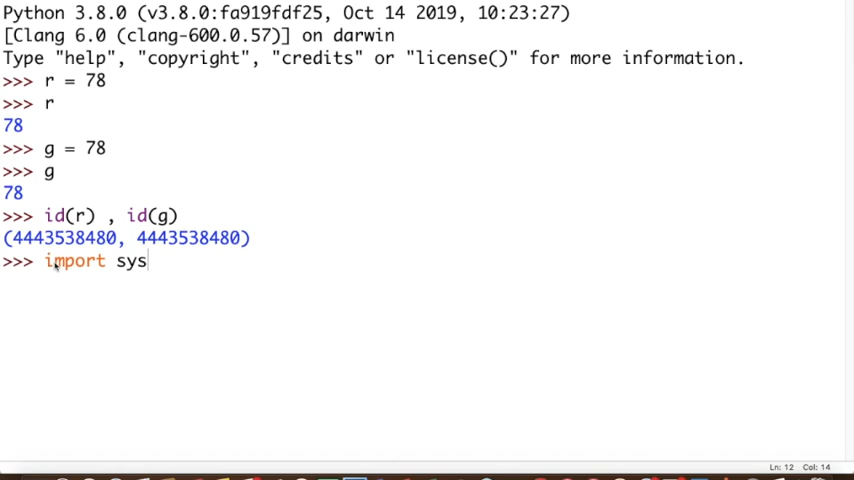 Python 3.8.0 (v3.8.0:fa919fdf25, Oct 14 2019, 10:23:27)
[Clang 6.0 (clang-600.0.57)] on darwin
Type "help", "copyright", "credits" or "license()" for more information.
>>> r = 78
>>> r
78
>>> g = 78
>>> g
78
>>> id(r) , id(g)
(4443538480, 4443538480)
>>> import sys
Ln: 12 Col: 14